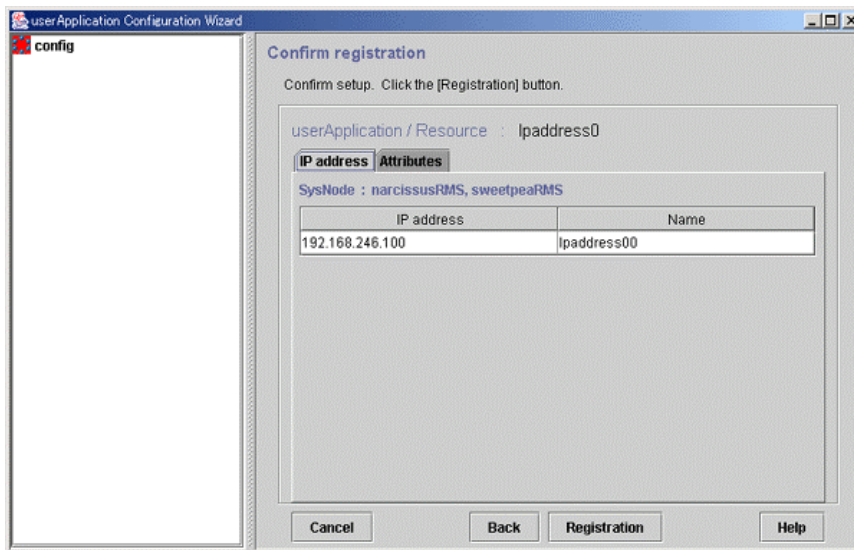 userApplication Configuration Wizard
config
Confirm registration
Confirm setup. Click the [Registration] button.
userApplication / Resource : Ipaddress0
IP address Attributes
SysNode : narcissusRMS, sweetpeaRMS
IP address Name
192.168.246.100 Ipaddress00
Cancel Back Registration Help